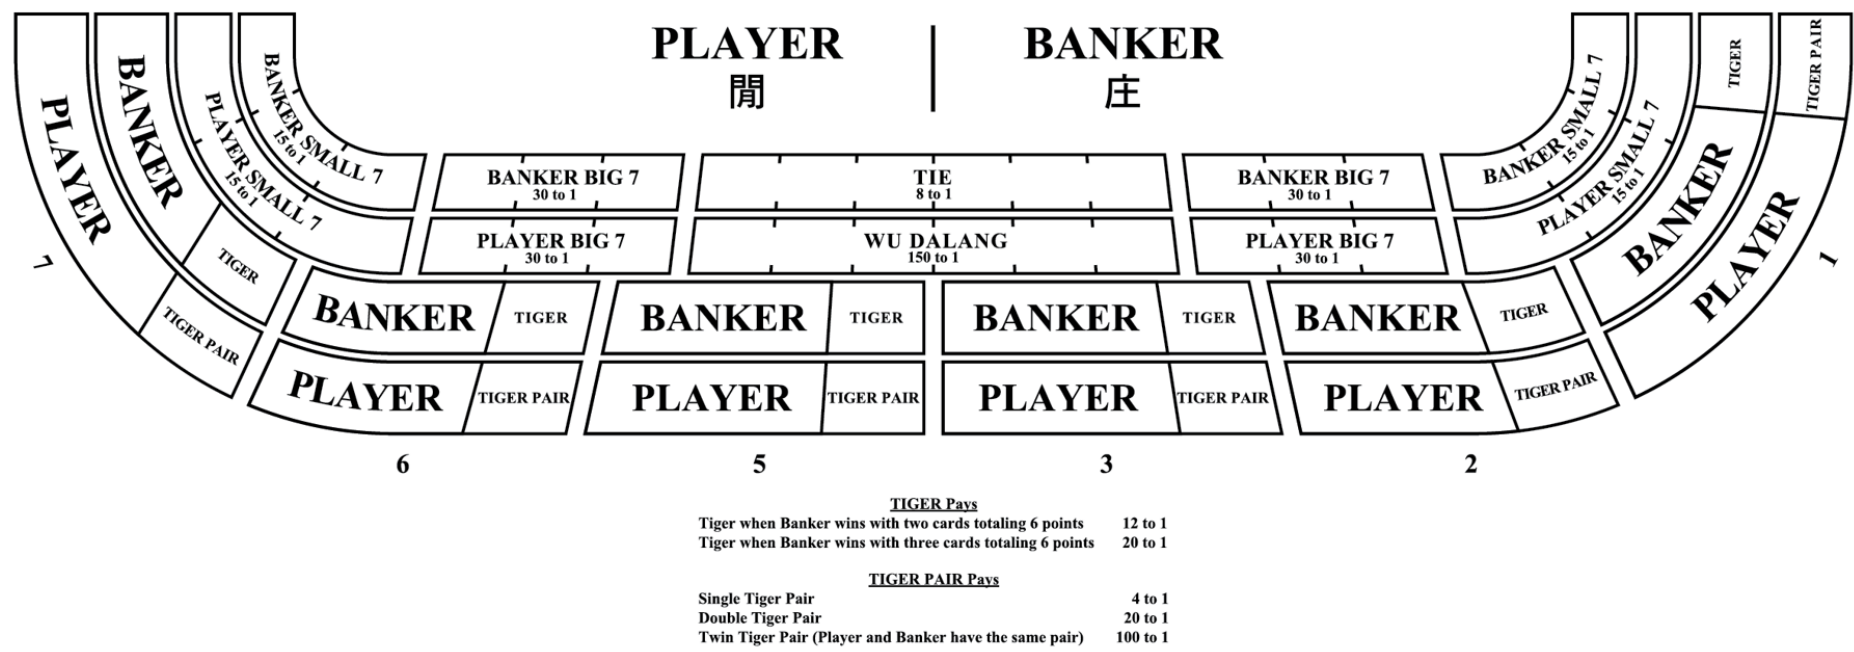 PLAYER
閒
BANKER
庄
PLAYER
BANKER
PLAYER SMALL 7
15 to 1
BANKER SMALL 7
15 to 1
TIGER
TIGER PAIR
7
BANKER BIG 7
30 to 1
PLAYER BIG 7
30 to 1
TIE
8 to 1
WU DALANG
150 to 1
BANKER BIG 7
30 to 1
PLAYER BIG 7
30 to 1
BANKER SMALL 7
15 to 1
PLAYER SMALL 7
15 to 1
TIGER
TIGER PAIR
BANKER
PLAYER
1
BANKER
TIGER
PLAYER
TIGER PAIR
6
BANKER
TIGER
PLAYER
TIGER PAIR
5
BANKER
TIGER
PLAYER
TIGER PAIR
3
BANKER
TIGER
PLAYER
TIGER PAIR
2
TIGER Pays
Tiger when Banker wins with two cards totaling 6 points 12 to 1
Tiger when Banker wins with three cards totaling 6 points 20 to 1
TIGER PAIR Pays
Single Tiger Pair 4 to 1
Double Tiger Pair 20 to 1
Twin Tiger Pair (Player and Banker have the same pair) 100 to 1